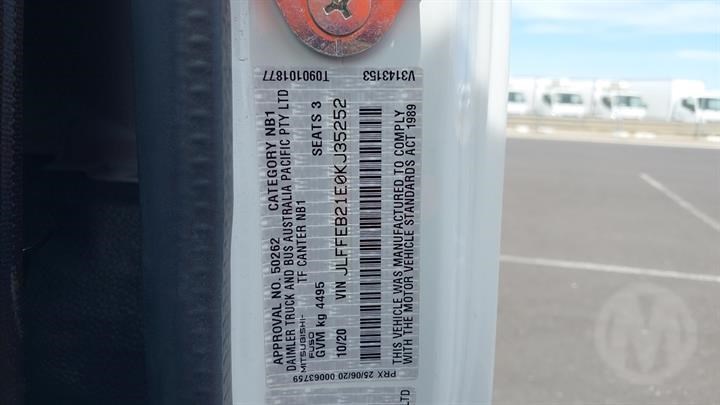 APPROVAL NO. 50262 CATEGORY NB1
DAIMLER TRUCK AND BUS AUSTRALIA PACIFIC PTY LTD
MITSUBISHI-FUSO TF CANTER NB1
GVM kg 4495 SEATS 3
10/20 VIN JLFFEB21E0KJ35252
THIS VEHICLE WAS MANUFACTURED TO COMPLY
WITH THE MOTOR VEHICLE STANDARDS ACT 1989
T090101877 V3143153
PRX 25/06/20 00063759
LTD
M